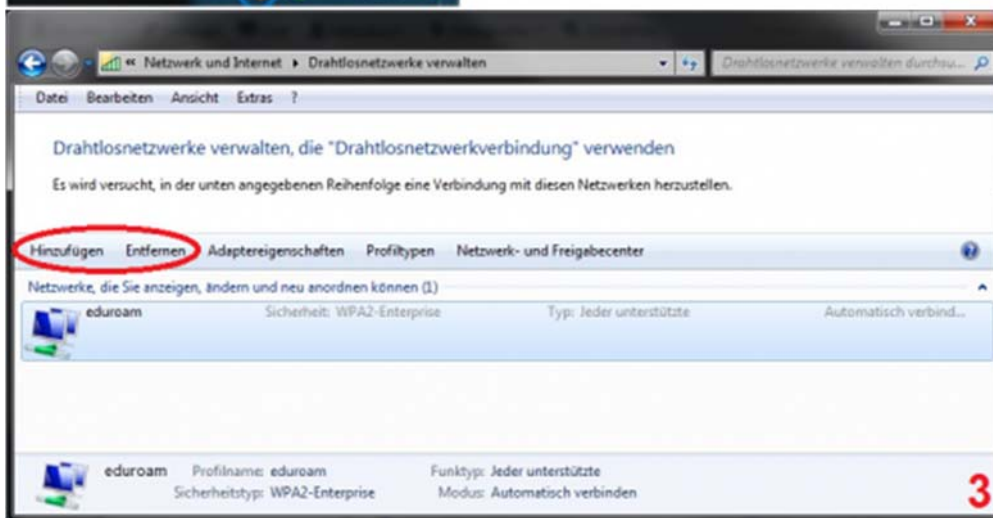 « Netzwerk und Internet ▸ Drahtlosnetzwerke verwalten
Drahtlosnetzwerke verwalten durchsu...
Datei Bearbeiten Ansicht Extras ?
Drahtlosnetzwerke verwalten, die "Drahtlosnetzwerkverbindung" verwenden
Es wird versucht, in der unten angegebenen Reihenfolge eine Verbindung mit diesen Netzwerken herzustellen.
Hinzufügen Entfernen Adaptereigenschaften Profiltypen Netzwerk- und Freigabecenter
Netzwerke, die Sie anzeigen, ändern und neu anordnen können (1)
eduroam Sicherheit: WPA2-Enterprise Typ: Jeder unterstützte Automatisch verbind...
eduroam Profilname: eduroam Funktyp: Jeder unterstützte
Sicherheitstyp: WPA2-Enterprise Modus: Automatisch verbinden
3